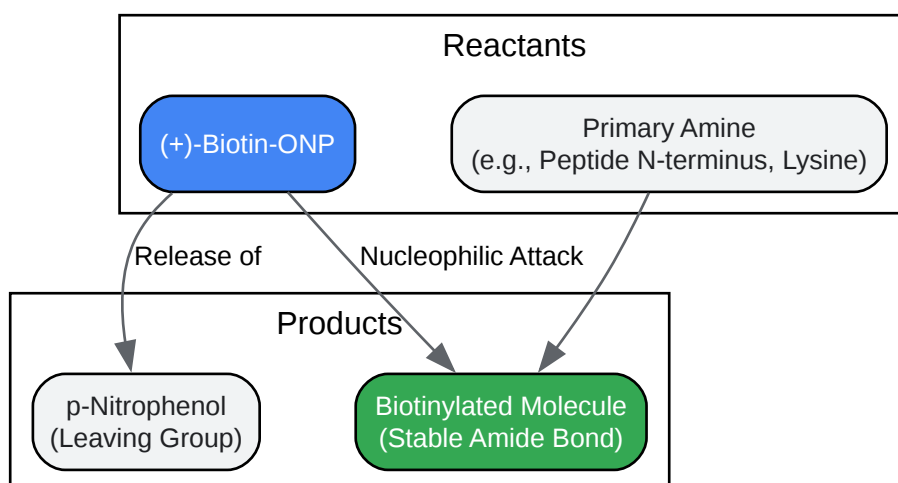 Reactants
(+)-Biotin-ONP
Primary Amine
(e.g., Peptide N-terminus, Lysine)
Release of
Nucleophilic Attack
Products
p-Nitrophenol
(Leaving Group)
Biotinylated Molecule
(Stable Amide Bond)